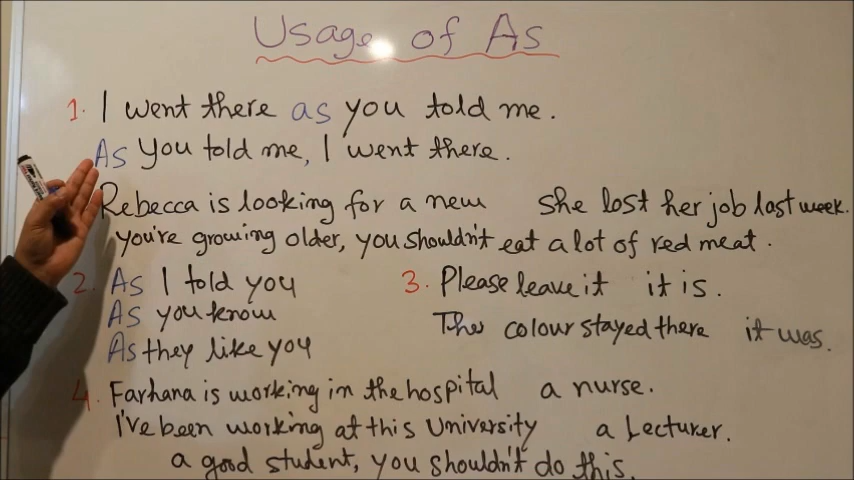 Usage of As
1. I went there as you told me.
As you told me, I went there.
Rebecca is looking for a new she lost her job last week.
You're growing older, you shouldn't eat a lot of red meat.
2. As I told you
As you know
As they like you
3. Please leave it it is.
The colour stayed there it was.
4. Farhana is working in the hospital a nurse.
I've been working at this University a Lecturer.
a good student, you shouldn't do this.